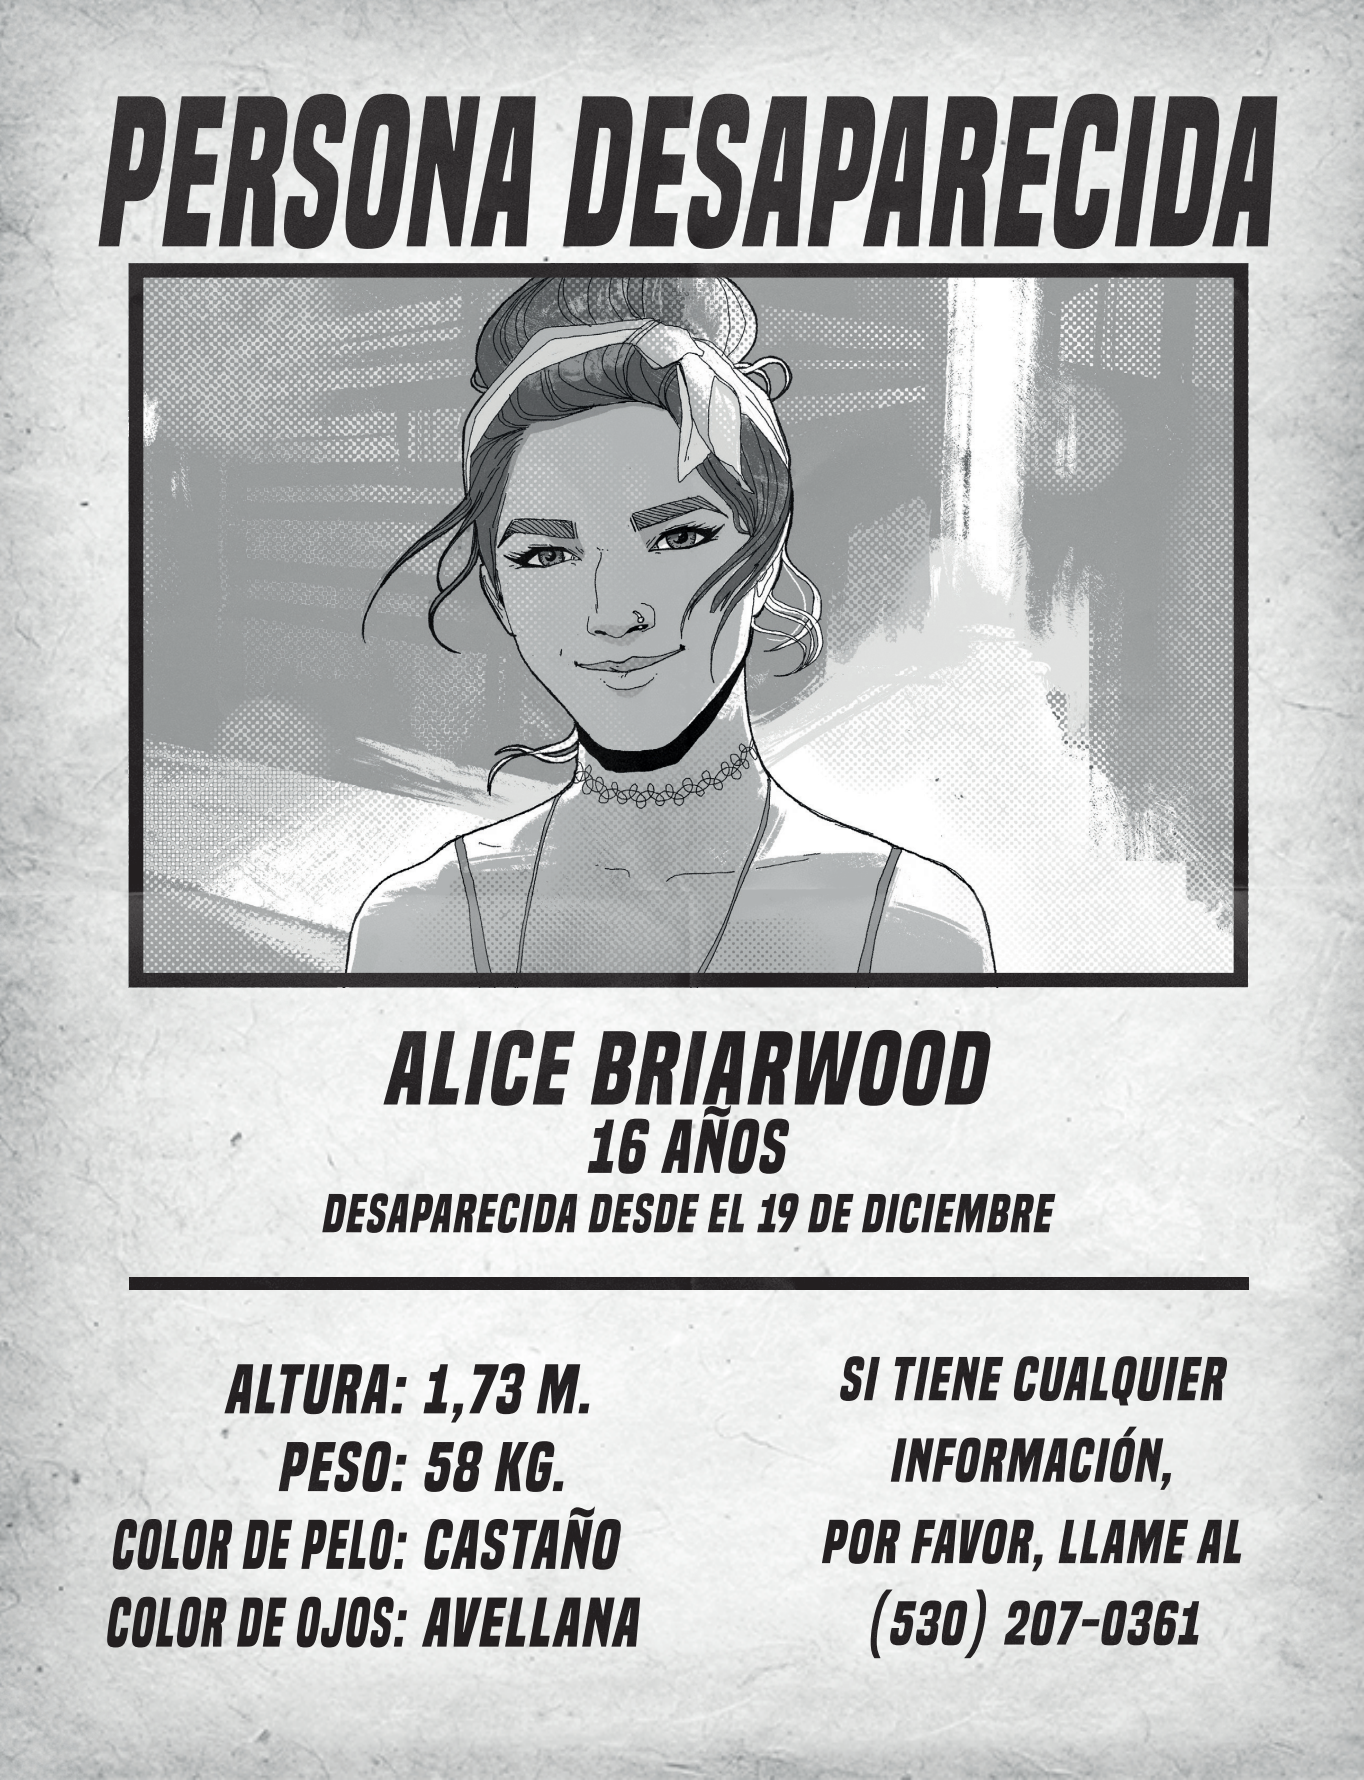 PERSONA DESAPARECIDA
ALICE BRIARWOOD
16 AÑOS
DESAPARECIDA DESDE EL 19 DE DICIEMBRE
ALTURA: 1,73 M.
PESO: 58 KG.
COLOR DE PELO: CASTAÑO
COLOR DE OJOS: AVELLANA
SI TIENE CUALQUIER
INFORMACIÓN,
POR FAVOR, LLAME AL
(530) 207-0361